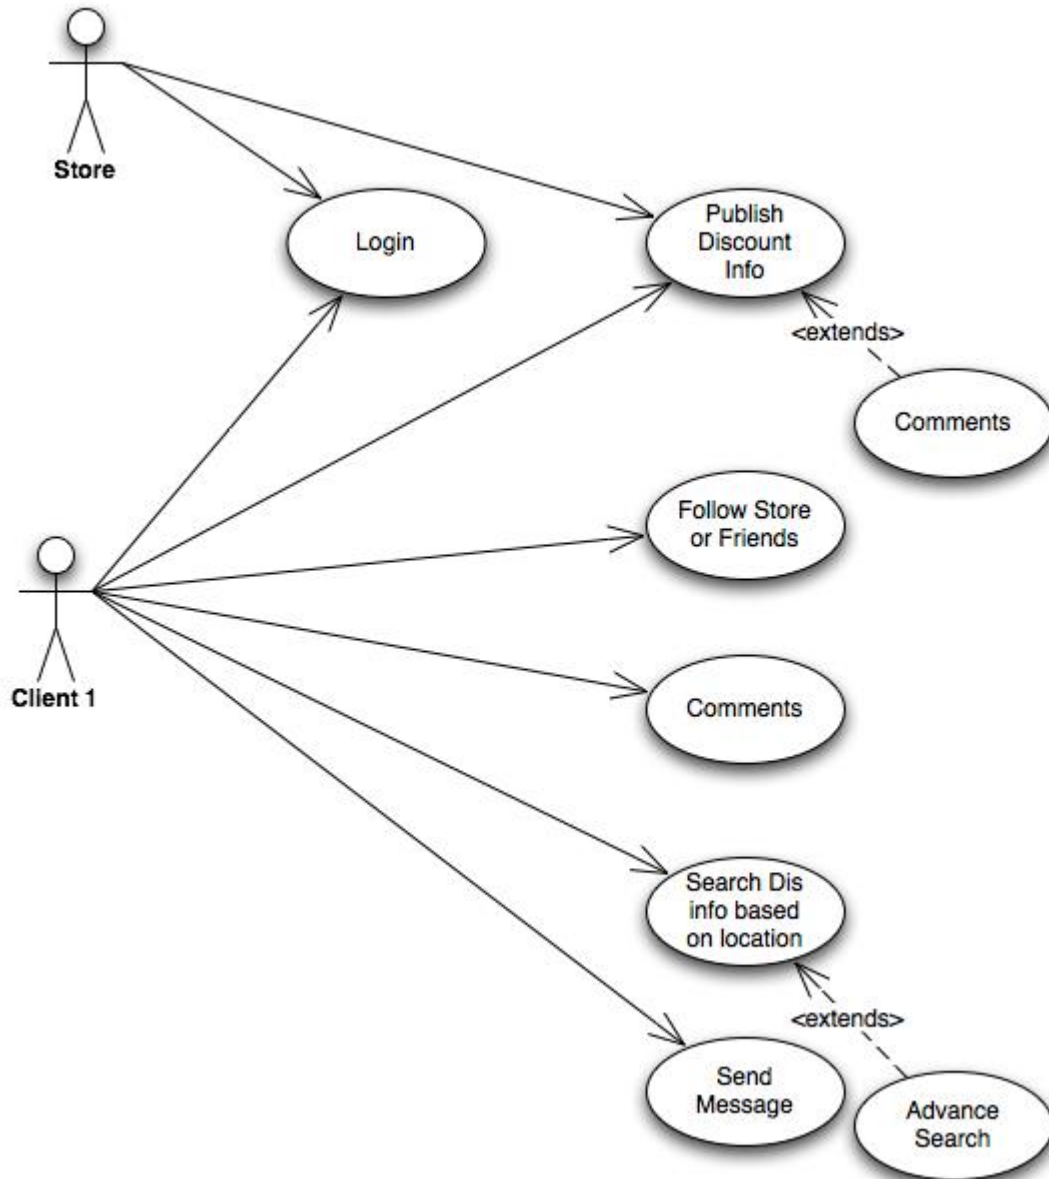 Store
Login
Publish
Discount
Info
<extends>
Comments
Follow Store
or Friends
Client 1
Comments
Search Dis
info based
on location
<extends>
Send
Message
Advance
Search